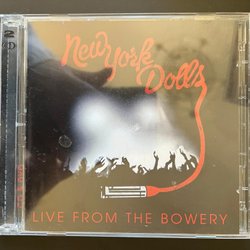 New York
Dolls
LIVE FROM THE BOWERY